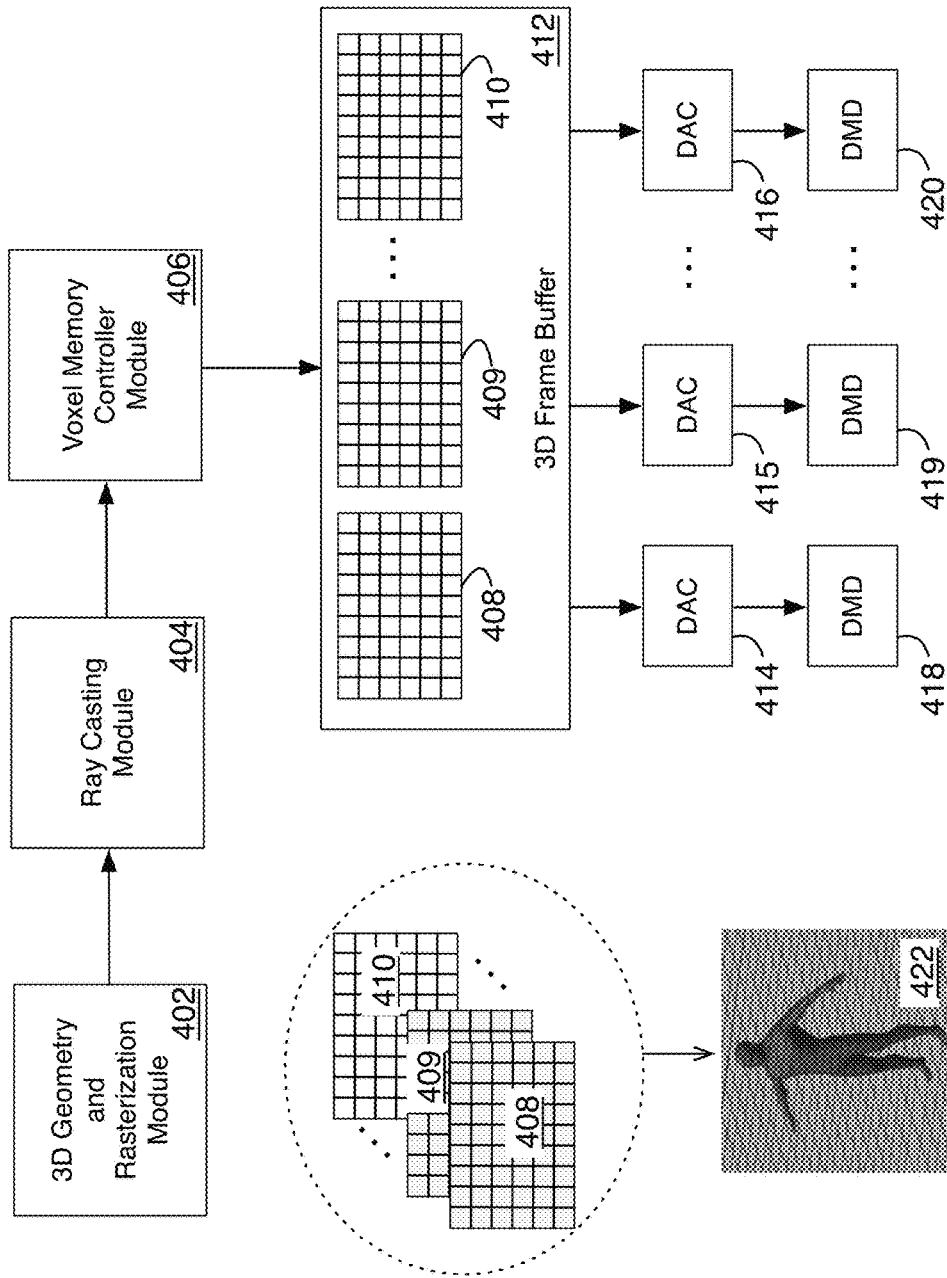 3D Geometry
and
Rasterization
Module
402
Ray Casting
Module
404
Voxel Memory
Controller
Module
406
410
409
408
422
408
409
410
3D Frame Buffer
412
DAC
414
DAC
415
DAC
416
DMD
418
DMD
419
DMD
420